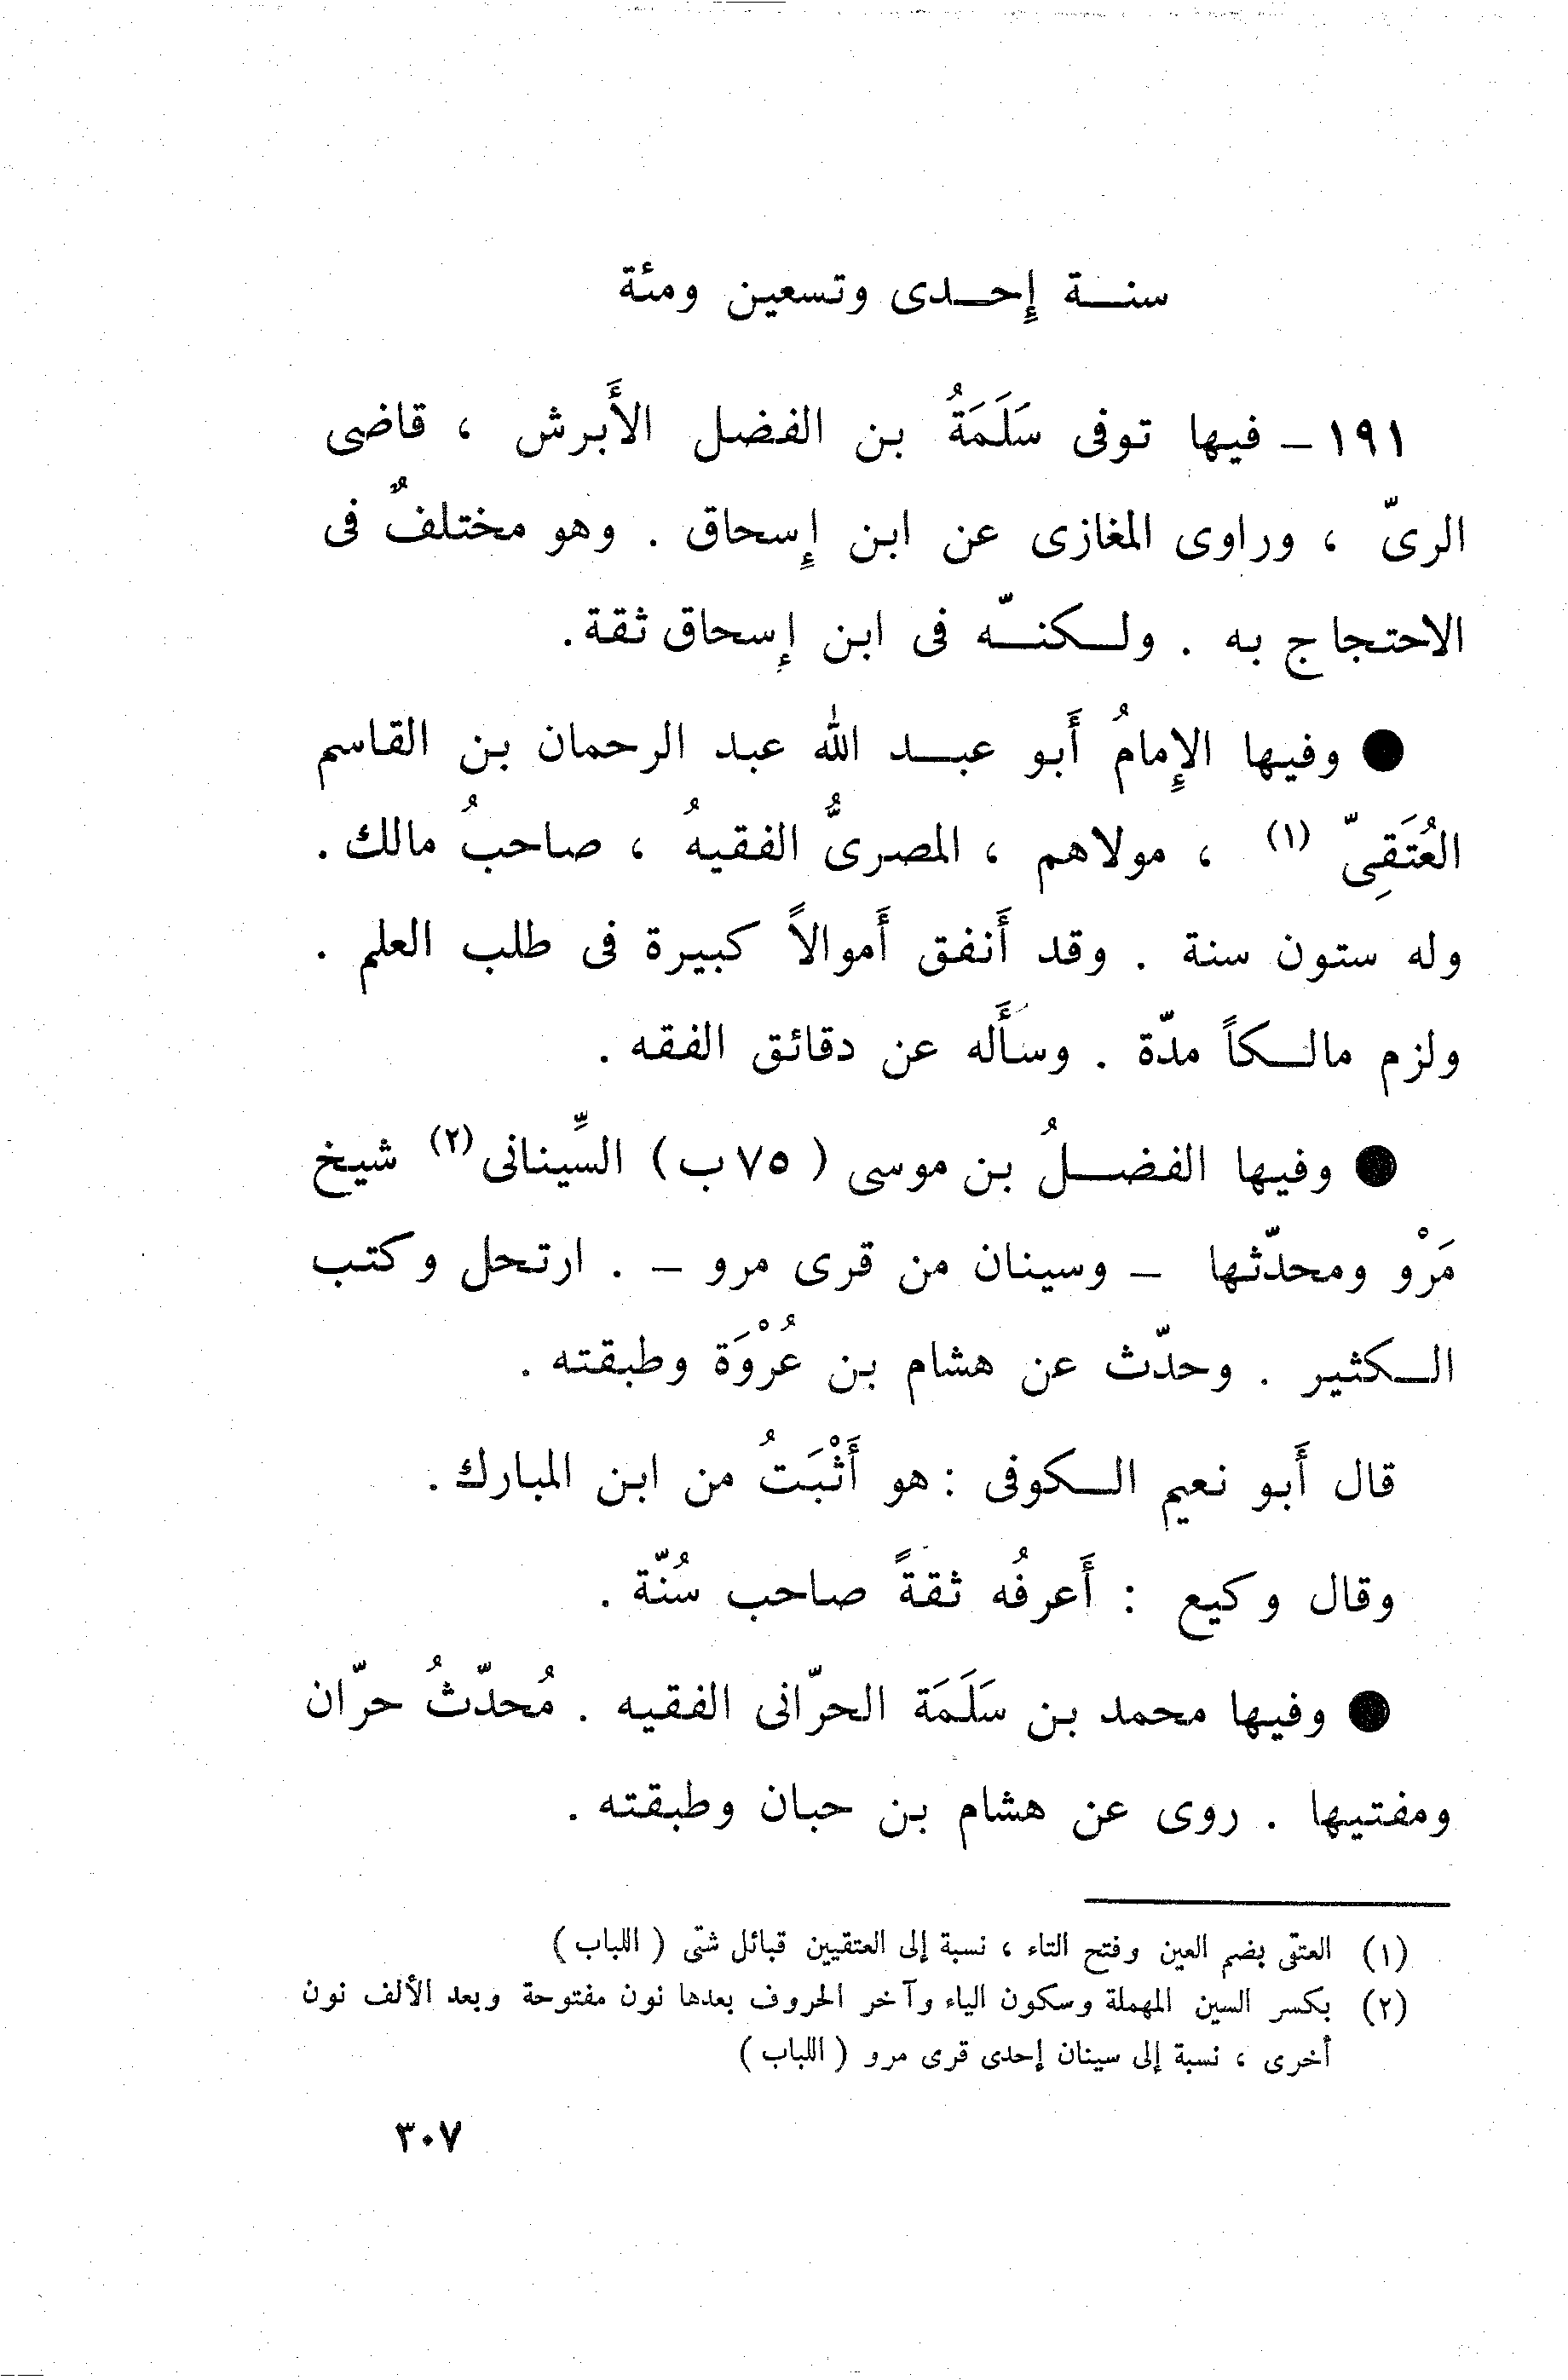 سنة إحدى وتسعين ومئة
١٩١ - فيها توفى سَلَمَةُ بن الفضل الأَبرش ، قاضى
الرىّ ، وراوى المغازى عن ابن إسحاق . وهو مختلفٌ فى
الاحتجاج به . ولكنّه فى ابن إسحاق ثقة .
● وفيها الإمامُ أَبو عبد الله عبد الرحمان بن القاسم
العُتَقِىّ (١) ، مولاهم ، المصرىُّ الفقيهُ ، صاحبُ مالك .
وله ستون سنة . وقد أَنفق أَموالاً كبيرة فى طلب العلم .
ولزم مالكاً مدّة . وسأَله عن دقائق الفقه .
● وفيها الفضلُ بن موسى ( ٧٥ ب ) السِّينانى (٢) شيخ
مَرْو ومحدّثها - وسينان من قرى مرو - . ارتحل وكتب
الكثير . وحدّث عن هشام بن عُرْوَة وطبقته .
قال أَبو نعيم الكوفى : هو أَثْبَتُ من ابن المبارك .
وقال وكيع : أَعرفُه ثقةً صاحب سُنّة .
● وفيها محمد بن سَلَمَة الحرّانى الفقيه . مُحدّثُ حرّان
ومفتيها . روى عن هشام بن حبان وطبقته .
(١) العتقى بضم العين وفتح التاء ، نسبة إلى العتقيين قبائل شتى ( اللباب )
(٢) بكسر السين المهملة وسكون الياء وآخر الحروف بعدها نون مفتوحة وبعد الألف نون
أخرى ، نسبة إلى سينان إحدى قرى مرو ( اللباب )
٣٠٧